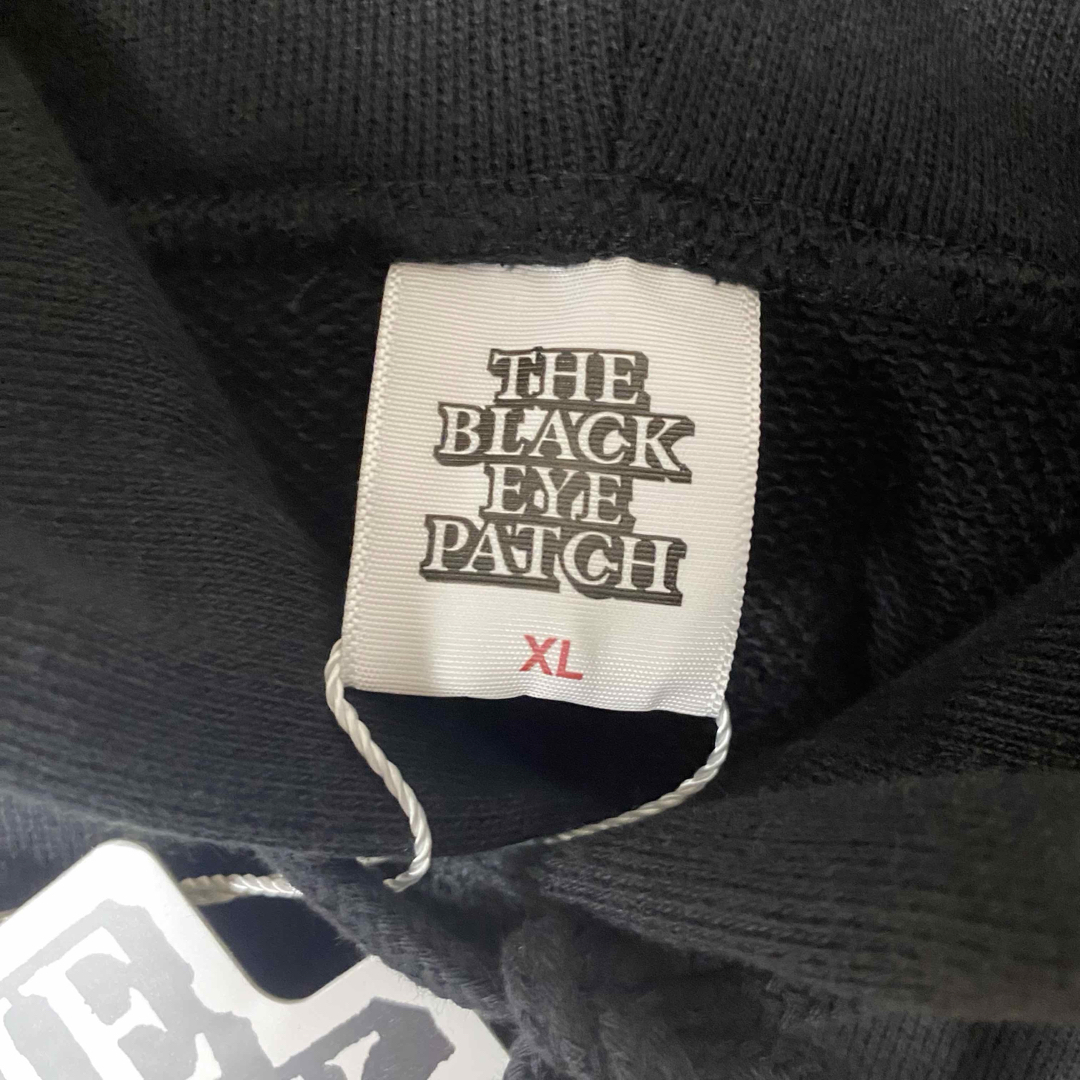 THE
BLACK
EYE
PATCH
XL